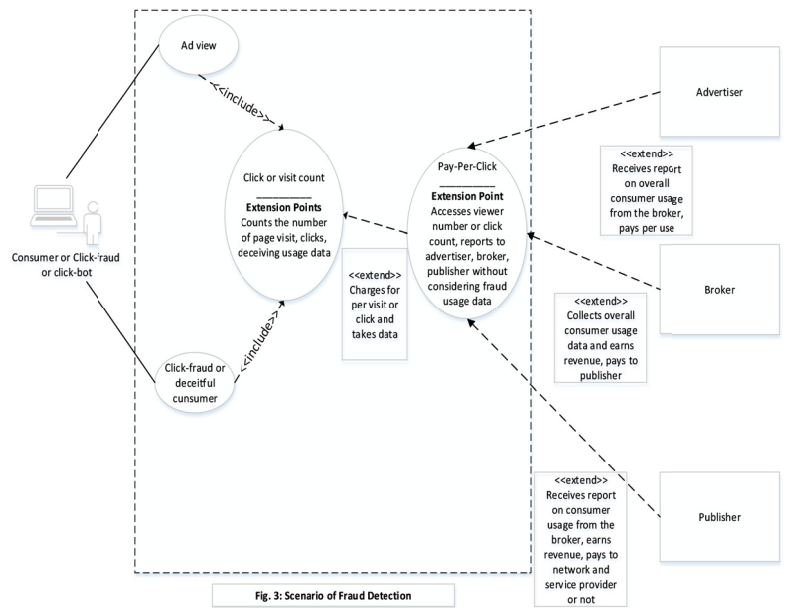 Ad view
<<include>>
Click or visit count
__________
Extension Points
Counts the number
of page visit, clicks,
deceiving usage data
Consumer or Click-fraud
or click-bot
<<include>>
Click-fraud or
deceitful
cunsumer
<<extend>>
Charges for
per visit or
click and
takes data
Pay-Per-Click
__________
Extension Point
Accesses viewer
number or click
count, reports to
advertiser, broker,
publisher without
considering fraud
usage data
Advertiser
<<extend>>
Receives report
on overall
consumer usage
from the broker,
pays per use
Broker
<<extend>>
Collects overall
consumer usage
data and earns
revenue, pays to
publisher
Publisher
<<extend>>
Receives report
on consumer
usage from the
broker, earns
revenue, pays to
network and
service provider
or not
Fig. 3: Scenario of Fraud Detection